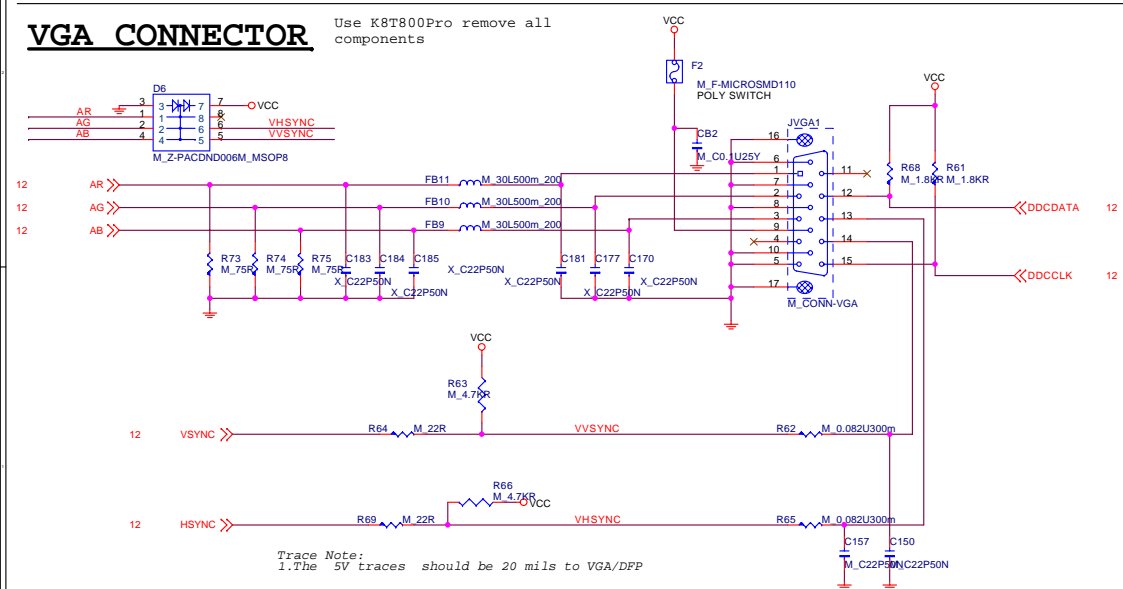 VGA CONNECTOR
Use K8T800Pro remove all
components
VCC
F2
M_F-MICROSMD110
POLY SWITCH
VCC
D6
3 3 7 7 VCC
AR 1 1 8 8
AG 2 2 6 6 VHSYNC
AB 4 4 5 5 VVSYNC
M_Z-PACDND006M_MSOP8
CB2
M_C0.1U25Y
JVGA1
16
6
1 11
7
2 12
8
3 13
9
4 14
10
5 15
17
M_CONN-VGA
R68
M_1.8KR
R61
M_1.8KR
12 AR FB11 M_30L500m_200
12 AG FB10 M_30L500m_200
12 AB FB9 M_30L500m_200
DDCDATA 12
DDCCLK 12
R73
M_75R
R74
M_75R
R75
M_75R
C183
X_C22P50N
C184
X_C22P50N
C185
X_C22P50N
C181
X_C22P50N
C177
X_C22P50N
C170
X_C22P50N
VCC
R63
M_4.7KR
12 VSYNC R64 M_22R VVSYNC R62 M_0.082U300m
R66
M_4.7KR
VCC
12 HSYNC R69 M_22R VHSYNC R65 M_0.082U300m
C157
M_C22P50N
C150
M_C22P50N
Trace Note:
1.The 5V traces should be 20 mils to VGA/DFP